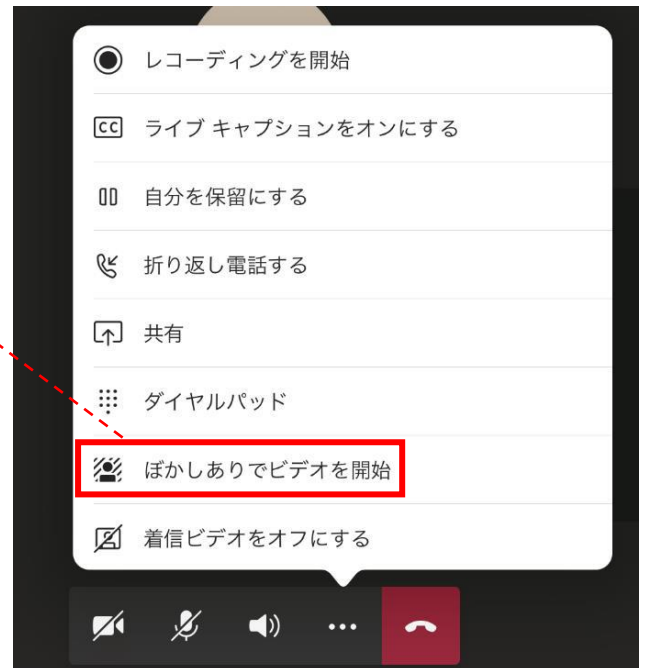 レコーディングを開始
CC ライブ キャプションをオンにする
自分を保留にする
折り返し電話する
共有
ダイヤルパッド
ぼかしありでビデオを開始
着信ビデオをオフにする